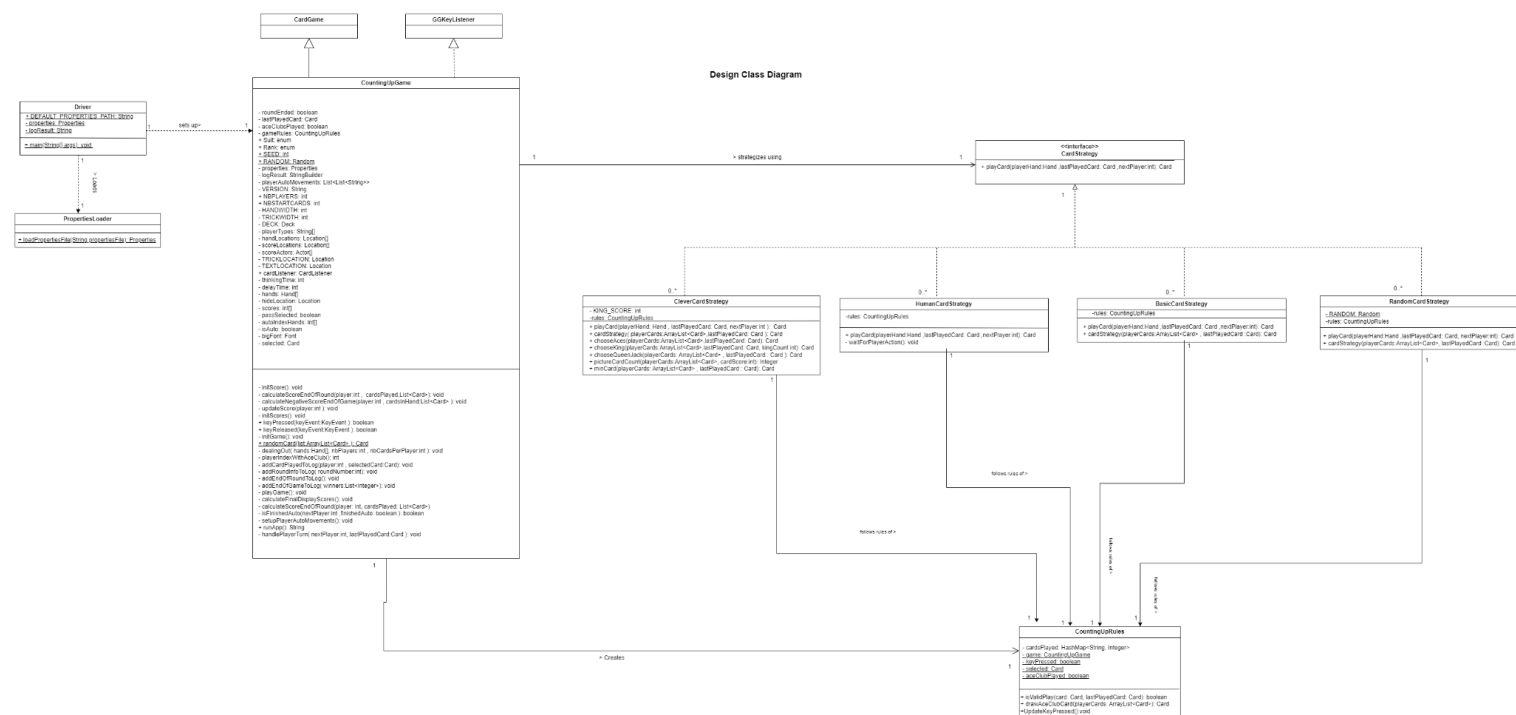 CardGame
GGKeyListener
Design Class Diagram
CountingUpGame
- roundEnded: boolean
- lastPlayedCard: Card
- aceClubsPlayed: boolean
- gameRules: CountingUpRules
+ Suit: enum
+ Rank: enum
+ SEED: int
+ RANDOM: Random
- properties: Properties
- logResult: StringBuilder
- playerAutoMovements: List<List<String>>
- VERSION: String
+ NBPLAYERS: int
+ NBSTARTCARDS: int
- HANDWIDTH: int
- TRICKWIDTH: int
- DECK: Deck
- playerTypes: String[]
- handLocations: Location[]
- scoreLocations: Location[]
- scoreActors: Actor[]
- TRICKLOCATION: Location
- TEXTLOCATION: Location
+ cardListener: CardListener
- thinkingTime: int
- delayTime: int
- hands: Hand[]
- hideLocation: Location
- scores: int[]
- passSelected: boolean
- autoIndexHands: int[]
- isAuto: boolean
- bigFont: Font
- selected: Card
- initScore(): void
- calculateScoreEndOfRound(player:int , cardsPlayed:List<Card>): void
- calculateNegativeScoreEndOfGame(player:int , cardsInHand:List<Card> ): void
- updateScore(player:int ): void
- initScores(): void
+ keyPressed(keyEvent:KeyEvent ): boolean
+ keyReleased(keyEvent:KeyEvent ): boolean
- initGame(): void
+ randomCard(list:ArrayList<Card> ): Card
- dealingOut( hands:Hand[], nbPlayers:int , nbCardsPerPlayer:int ): void
- playerIndexWithAceClub(): int
- addCardPlayedToLog(player:int , selectedCard:Card): void
- addRoundInfoToLog( roundNumber:int): void
- addEndOfRoundToLog(): void
- addEndOfGameToLog( winners:List<Integer>): void
- playGame(): void
- calculateFinalDisplayScores(): void
- calculateScoreEndOfRound(player: int, cardsPlayed: List<Card>)
- isFinishedAuto(nextPlayer:int ,finishedAuto: boolean ): boolean
- setupPlayerAutoMovements(): void
+ runApp(): String
- handlePlayerTurn( nextPlayer:int, lastPlayedCard:Card ): void
Driver
+ DEFAULT_PROPERTIES_PATH: String
- properties: Properties
- logResult: String
+ main(String[] args): void
1
sets up>
1
1
> Loads
1
PropertiesLoader
+ loadPropertiesFile(String propertiesFile): Properties
1
> strategizes using
1
<<interface>>
CardStrategy
+ playCard(playerHand:Hand ,lastPlayedCard: Card ,nextPlayer:int): Card
1
0..*
0..*
0..*
0..*
CleverCardStrategy
- KING_SCORE: int
-rules: CountingUpRules
+ playCard(playerHand: Hand , lastPlayedCard: Card, nextPlayer:int ): Card
+ cardStrategy( playerCards:ArrayList<Card>,lastPlayedCard: Card ): Card
+ chooseAces(playerCards:ArrayList<Card>,lastPlayedCard: Card): Card
+ chooseKing(playerCards:ArrayList<Card>,lastPlayedCard: Card, kingCount int): Card
+ chooseQueenJack(playerCards: ArrayList<Card> , lastPlayedCard : Card ): Card
+ pictureCardCount(playerCards: ArrayList<Card>, cardScore:int): Integer
+ minCard(playerCards: ArrayList<Card> , lastPlayedCard : Card): Card
1
HumanCardStrategy
-rules: CountingUpRules
+ playCard(playerHand:Hand ,lastPlayedCard: Card ,nextPlayer:int): Card
- waitForPlayerAction(): void
1
BasicCardStrategy
-rules: CountingUpRules
+ playCard(playerHand:Hand ,lastPlayedCard: Card ,nextPlayer:int): Card
+ cardStrategy(playerCards:ArrayList<Card> , lastPlayedCard: Card): Card
1
RandomCardStrategy
- RANDOM: Random
-rules: CountingUpRules
+ playCard(playerHand:Hand ,lastPlayedCard: Card, nextPlayer:int): Card
+ cardStrategy(playerCards:ArrayList<Card>, lastPlayedCard: Card): Card
1
follows rules of >
follows rules of >
follows rules of >
follows rules of >
1
> Creates
1
1
1
1
1
CountingUpRules
- cardsPlayed: HashMap<String, Integer>
- game: CountingUpGame
- keyPressed: boolean
- selected: Card
- aceClubPlayed: boolean
+ isValidPlay(card: Card, lastPlayedCard: Card): boolean
+ drawAceClubCard(playerCards: ArrayList<Card>): Card
+UpdateKeyPressed():void